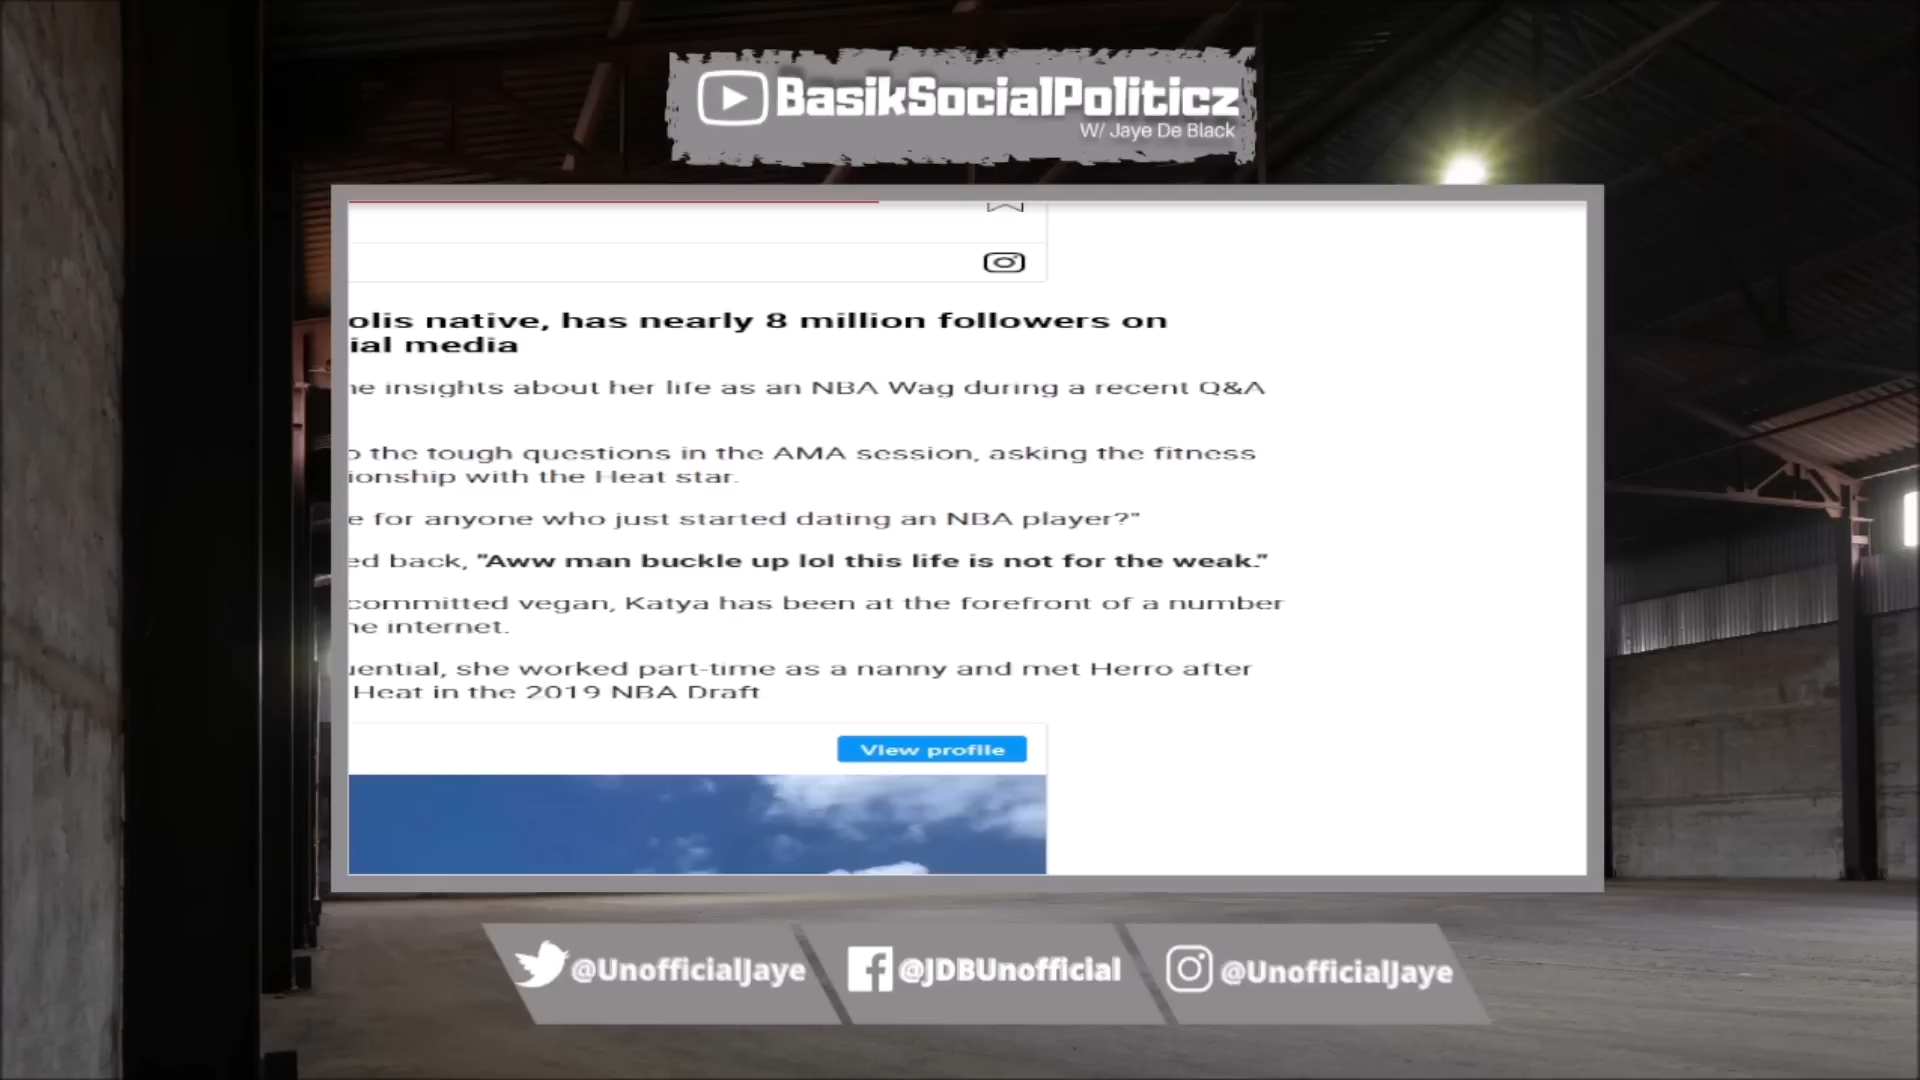 BasikSocialPoliticz
W/ Jaye De Black
olis native, has nearly 8 million followers on
ial media
he insights about her life as an NBA Wag during a recent Q&A
o the tough questions in the AMA session, asking the fitness
ionship with the Heat star.
e for anyone who just started dating an NBA player?"
ed back, "Aww man buckle up lol this life is not for the weak."
committed vegan, Katya has been at the forefront of a number
he internet.
uential, she worked part-time as a nanny and met Herro after
Heat in the 2019 NBA Draft
View profile
@UnofficialJaye
@JDBUnofficial
@UnofficialJaye